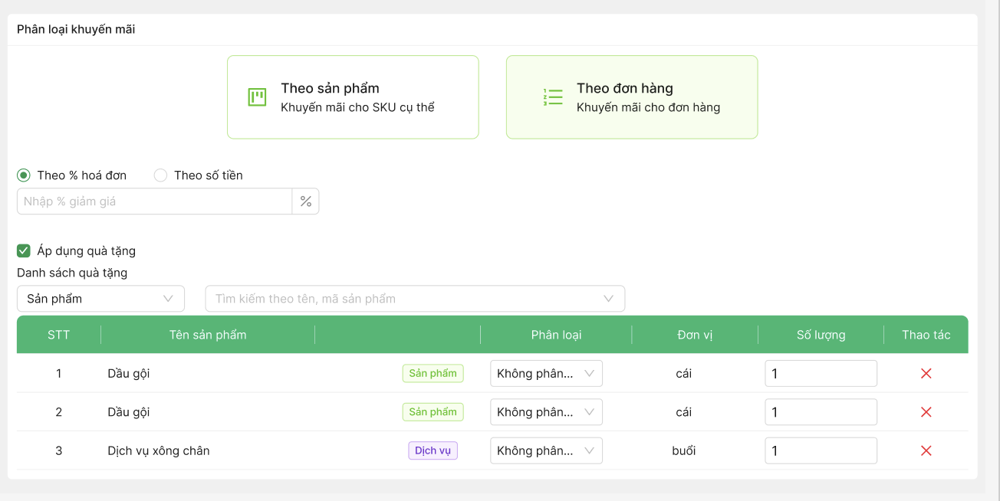 Phân loại khuyến mãi
Theo sản phẩm
Khuyến mãi cho SKU cụ thể
Theo đơn hàng
Khuyến mãi cho đơn hàng
Theo % hoá đơn Theo số tiền
Nhập % giảm giá %
Áp dụng quà tặng
Danh sách quà tặng
Sản phẩm Tìm kiếm theo tên, mã sản phẩm
STT Tên sản phẩm Phân loại Đơn vị Số lượng Thao tác
1 Dầu gội Sản phẩm Không phân... cái 1
2 Dầu gội Sản phẩm Không phân... cái 1
3 Dịch vụ xông chân Dịch vụ Không phân... buổi 1